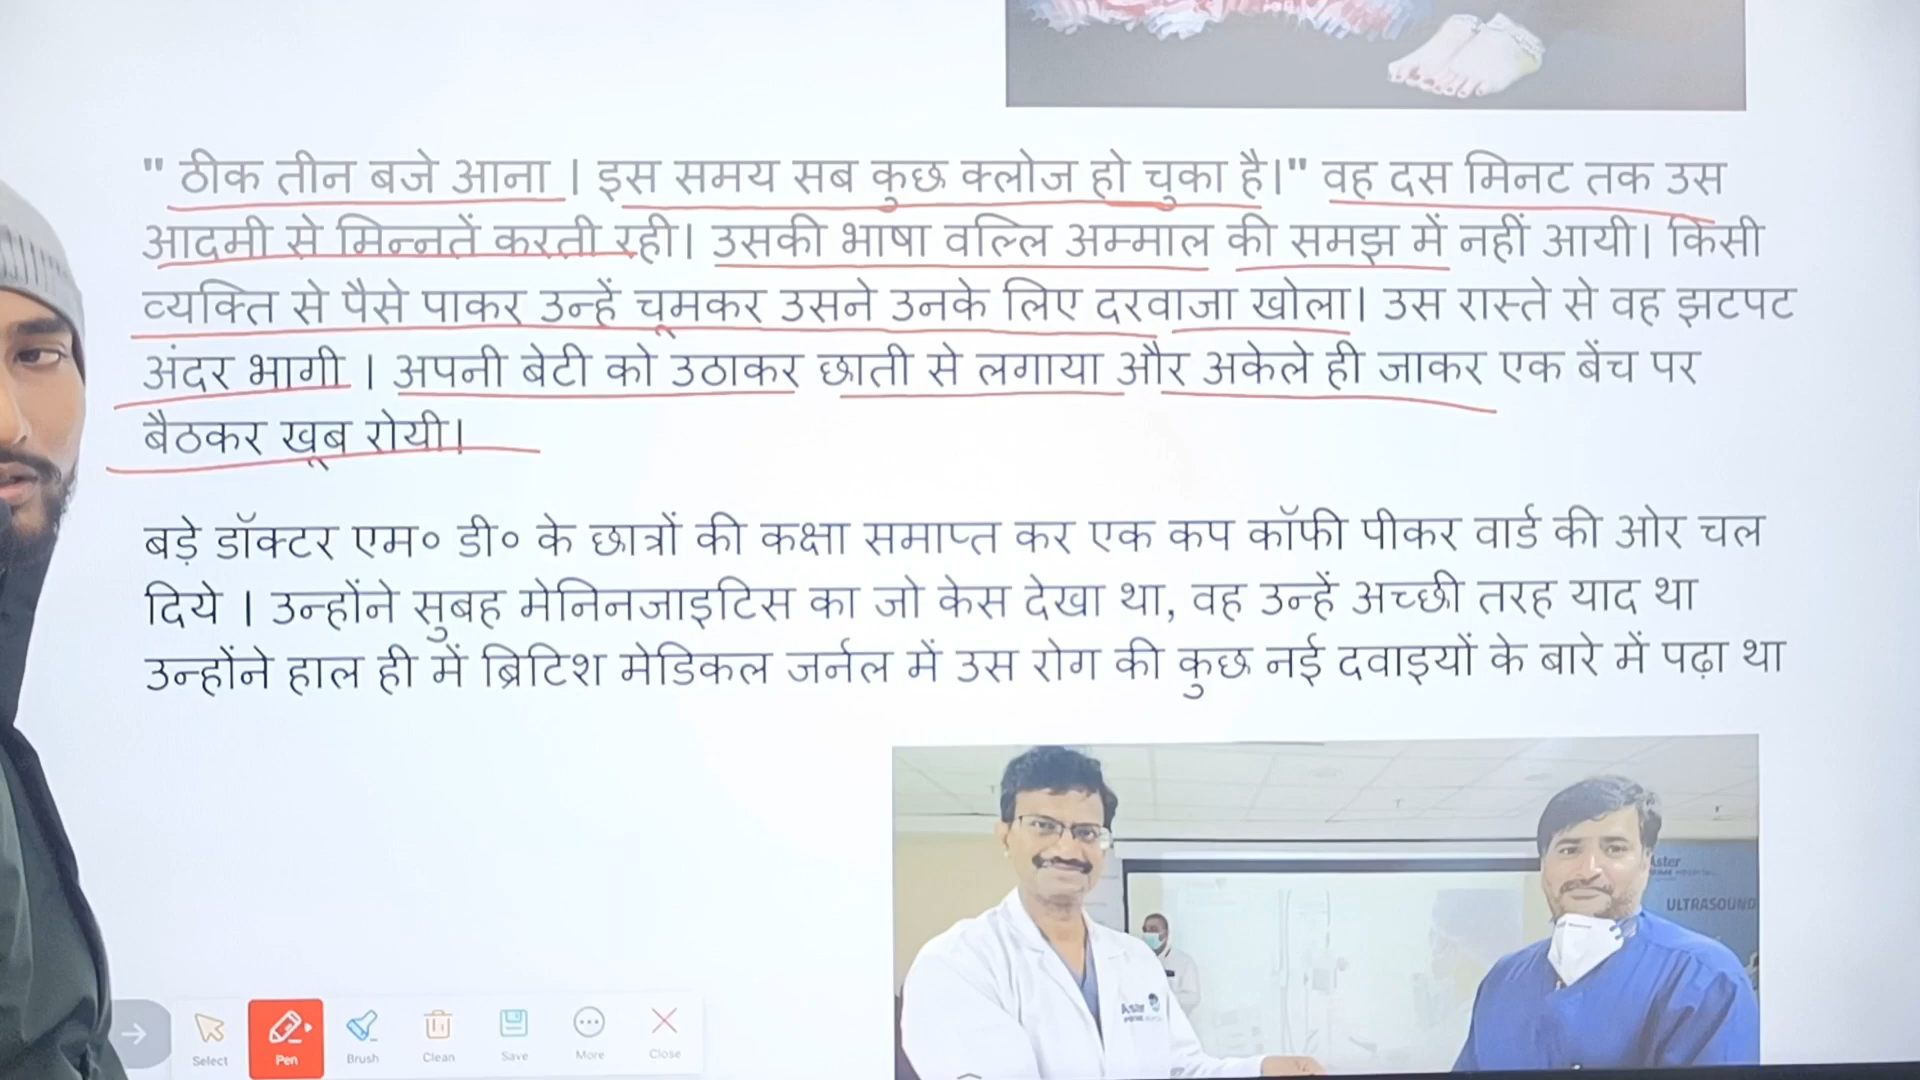 " ठीक तीन बजे आना । इस समय सब कुछ क्लोज हो चुका है।" वह दस मिनट तक उस
आदमी से मिन्नतें करती रही। उसकी भाषा वल्लि अम्माल की समझ में नहीं आयी। किसी
व्यक्ति से पैसे पाकर उन्हें चूमकर उसने उनके लिए दरवाजा खोला। उस रास्ते से वह झटपट
अंदर भागी । अपनी बेटी को उठाकर छाती से लगाया और अकेले ही जाकर एक बेंच पर
बैठकर खूब रोयी।
बड़े डॉक्टर एम० डी० के छात्रों की कक्षा समाप्त कर एक कप कॉफी पीकर वार्ड की ओर चल
दिये । उन्होंने सुबह मेनिनजाइटिस का जो केस देखा था, वह उन्हें अच्छी तरह याद था
उन्होंने हाल ही में ब्रिटिश मेडिकल जर्नल में उस रोग की कुछ नई दवाइयों के बारे में पढ़ा था
Aster
ULTRASOUND
Aster
Select Pen Brush Clean Save More Close